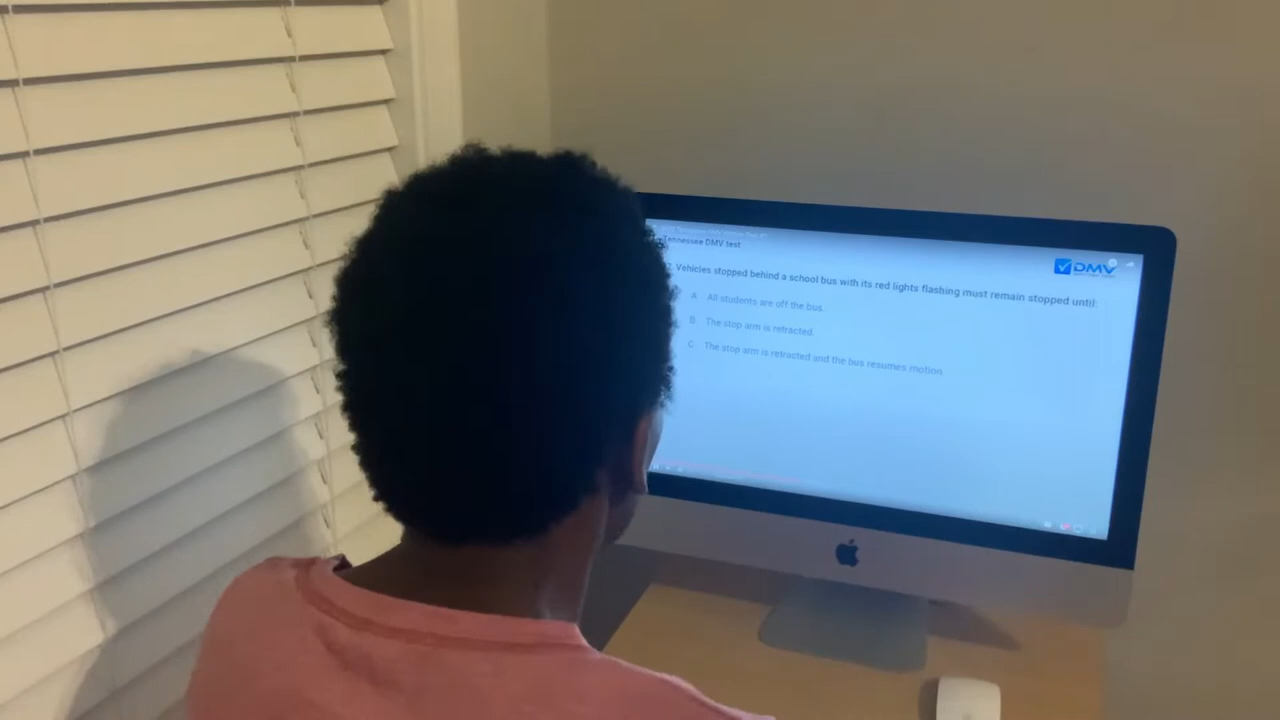 Tennessee DMV test
DMV
Vehicles stopped behind a school bus with its red lights flashing must remain stopped until:
A All students are off the bus.
B The stop arm is retracted.
C The stop arm is retracted and the bus resumes motion.